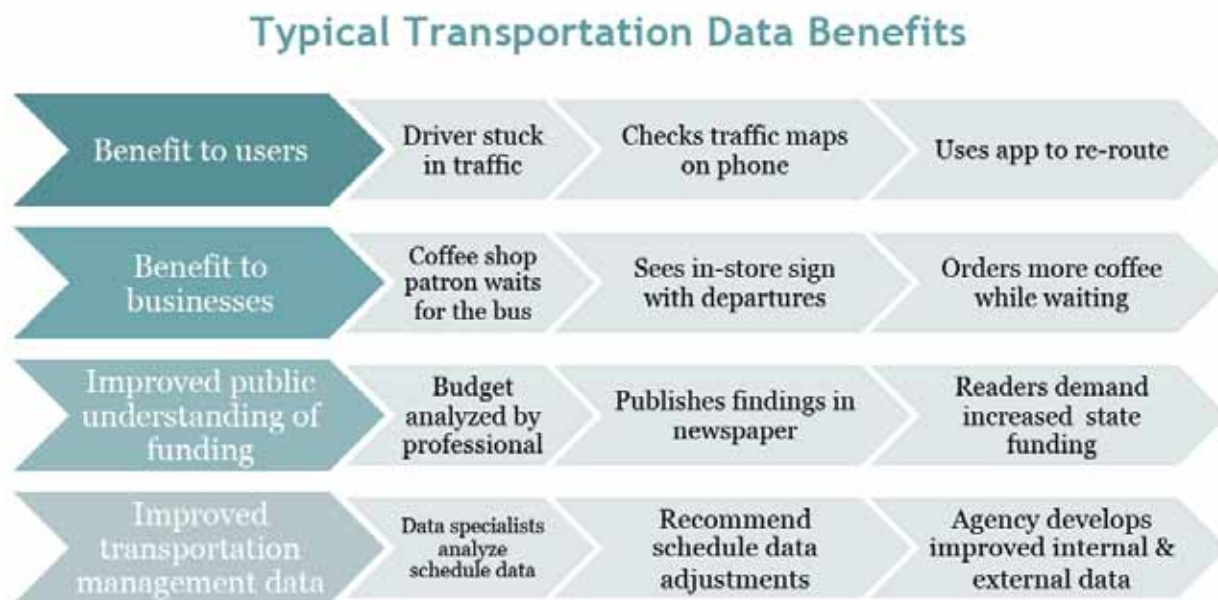 Typical Transportation Data Benefits
Benefit to users
Driver stuck
in traffic
Checks traffic maps
on phone
Uses app to re-route
Benefit to
businesses
Coffee shop
patron waits
for the bus
Sees in-store sign
with departures
Orders more coffee
while waiting
Improved public
understanding of
funding
Budget
analyzed by
professional
Publishes findings in
newspaper
Readers demand
increased state
funding
Improved
transportation
management data
Data specialists
analyze
schedule data
Recommend
schedule data
adjustments
Agency develops
improved internal &
external data